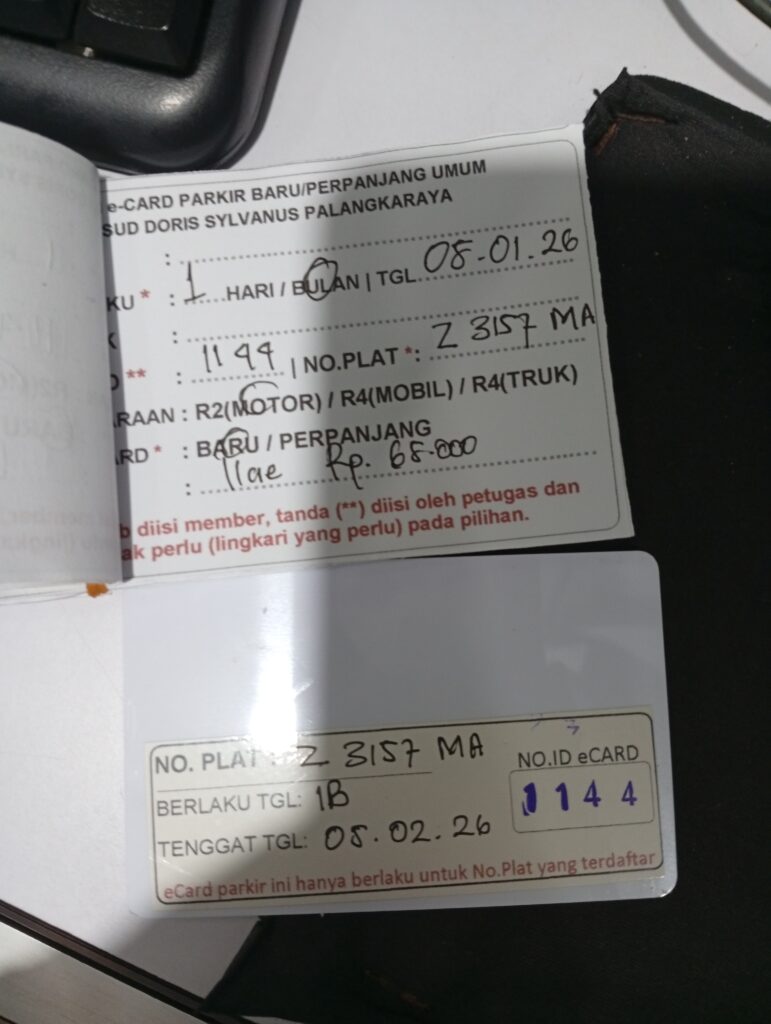 e-CARD PARKIR BARU/PERPANJANG UMUM
SUD DORIS SYLVANUS PALANGKARAYA
:
KU * : 1 HARI / BULAN | TGL. 08.01.26
:
** : 1144 | NO.PLAT *: Z 3157 MA
RAAN : R2(MOTOR) / R4(MOBIL) / R4(TRUK)
RD * : BARU / PERPANJANG
: Rp. 65.000
b diisi member, tanda (**) diisi oleh petugas dan
ak perlu (lingkari yang perlu) pada pilihan.
NO. PLAT : Z 3157 MA
BERLAKU TGL: 1B
TENGGAT TGL: 08.02.26
NO.ID eCARD
1144
eCard parkir ini hanya berlaku untuk No.Plat yang terdaftar